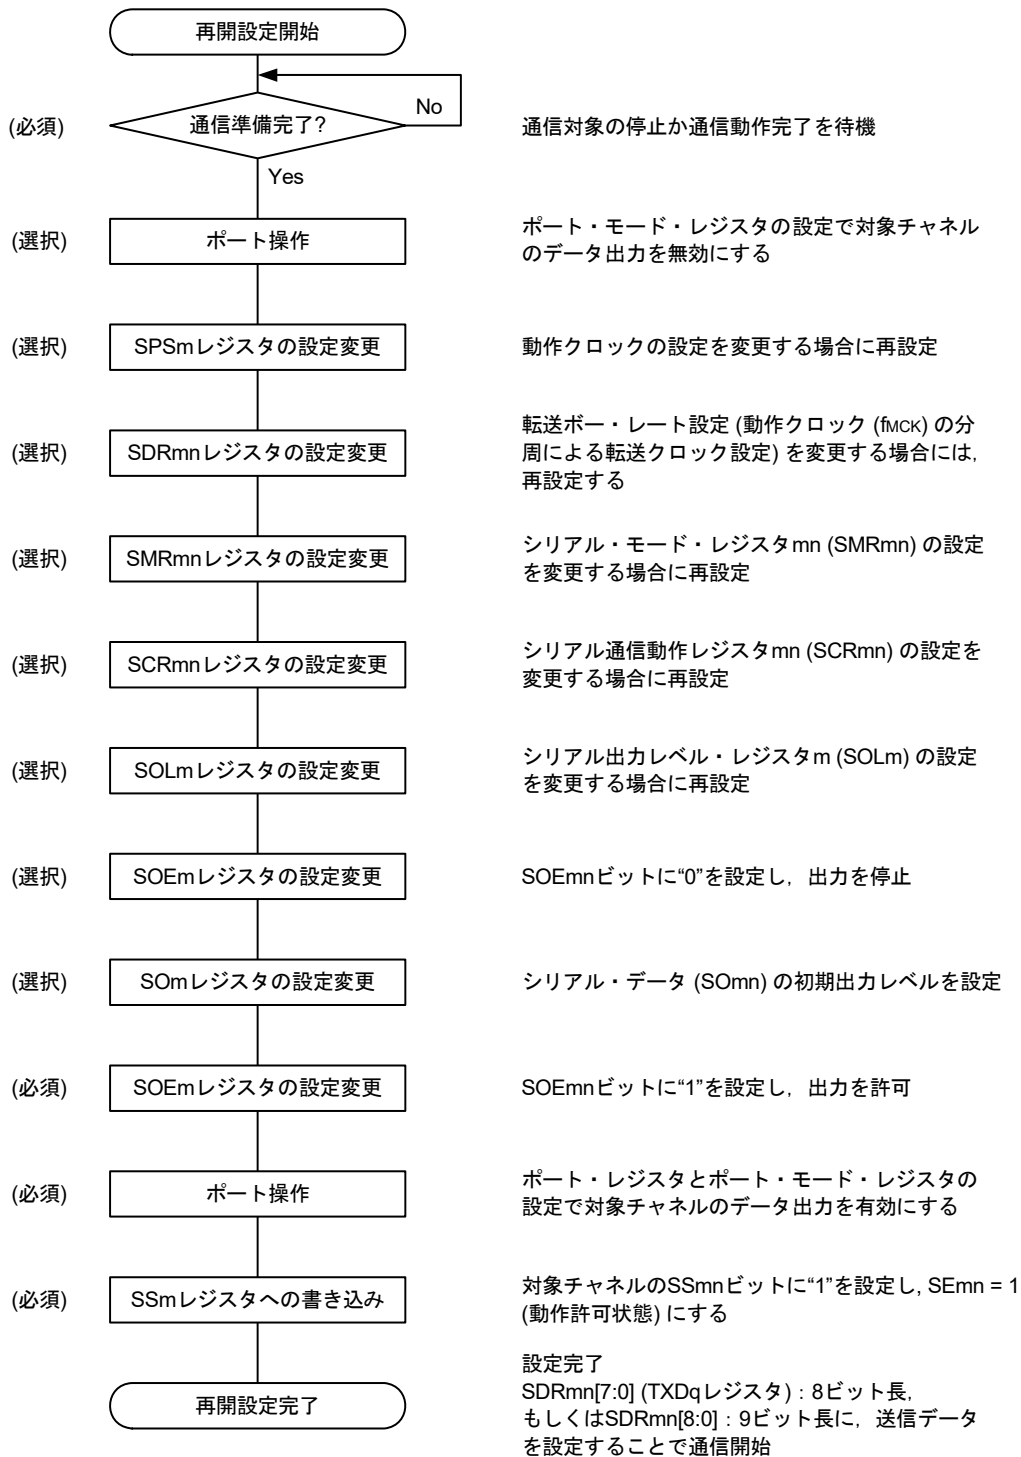 再開設定開始
No
(必須)
通信準備完了?
通信対象の停止か通信動作完了を待機
Yes
(選択)
ポート操作
ポート・モード・レジスタの設定で対象チャネル
のデータ出力を無効にする
(選択)
SPSmレジスタの設定変更
動作クロックの設定を変更する場合に再設定
(選択)
SDRmnレジスタの設定変更
転送ボー・レート設定 (動作クロック (fMCK) の分
周による転送クロック設定) を変更する場合には,
再設定する
(選択)
SMRmnレジスタの設定変更
シリアル・モード・レジスタmn (SMRmn) の設定
を変更する場合に再設定
(選択)
SCRmnレジスタの設定変更
シリアル通信動作レジスタmn (SCRmn) の設定を
変更する場合に再設定
(選択)
SOLmレジスタの設定変更
シリアル出力レベル・レジスタm (SOLm) の設定
を変更する場合に再設定
(選択)
SOEmレジスタの設定変更
SOEmnビットに“0”を設定し,出力を停止
(選択)
SOmレジスタの設定変更
シリアル・データ (SOmn) の初期出力レベルを設定
(必須)
SOEmレジスタの設定変更
SOEmnビットに“1”を設定し,出力を許可
(必須)
ポート操作
ポート・レジスタとポート・モード・レジスタの
設定で対象チャネルのデータ出力を有効にする
(必須)
SSmレジスタへの書き込み
対象チャネルのSSmnビットに“1”を設定し, SEmn = 1
(動作許可状態) にする
再開設定完了
設定完了
SDRmn[7:0] (TXDqレジスタ) : 8ビット長,
もしくはSDRmn[8:0] : 9ビット長に,送信データ
を設定することで通信開始